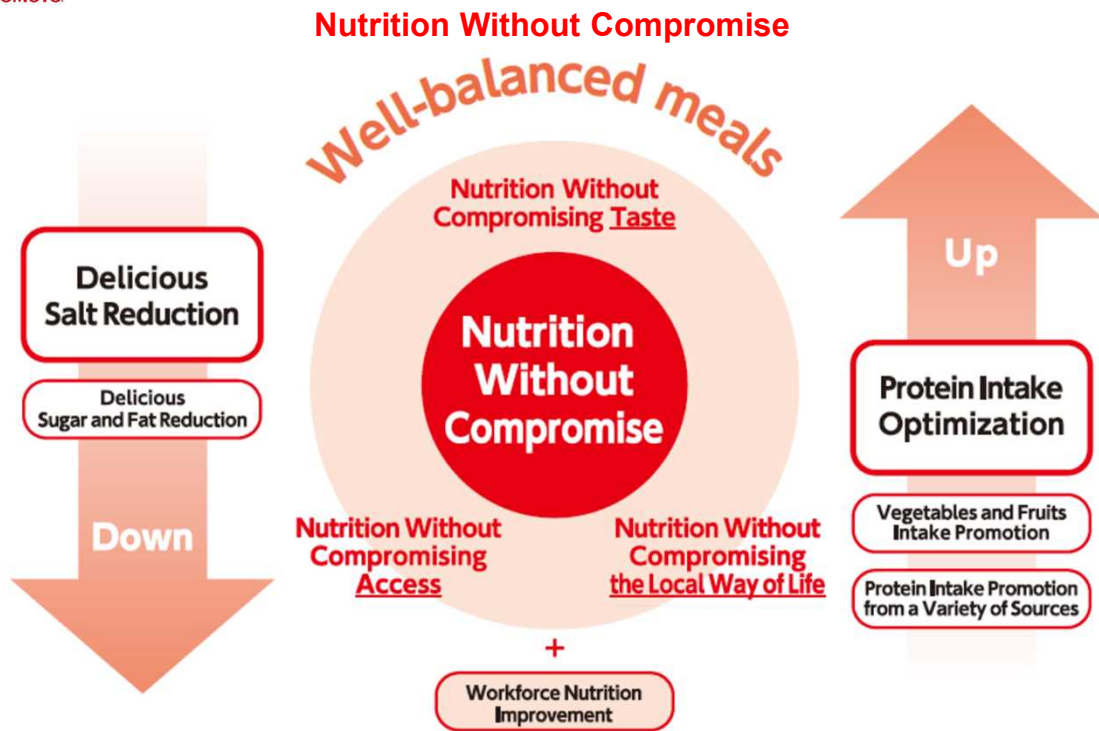 Nutrition Without Compromise
Well-balanced meals
Nutrition Without
Compromising Taste
Nutrition
Without
Compromise
Nutrition Without
Compromising
Access
Nutrition Without
Compromising
the Local Way of Life
+
Workforce Nutrition
Improvement
Delicious
Salt Reduction
Delicious
Sugar and Fat Reduction
Down
Up
Protein Intake
Optimization
Vegetables and Fruits
Intake Promotion
Protein Intake Promotion
from a Variety of Sources